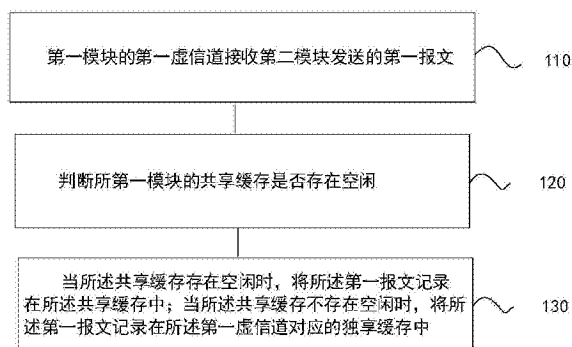 第一模块的第一虚信道接收第二模块发送的第一报文
110
判断所第一模块的共享缓存是否存在空闲
120
当所述共享缓存存在空闲时，将所述第一报文记录
在所述共享缓存中；当所述共享缓存不存在空闲时，将所
述第一报文记录在所述第一虚信道对应的独享缓存中
130